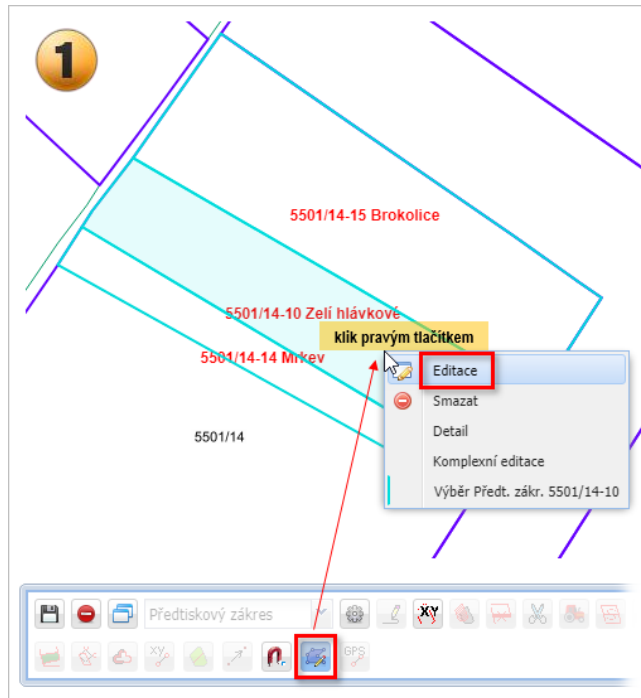 1
5501/14-15 Brokolice
5501/14-10 Zelí hlávkové
klik pravým tlačítkem
5501/14-14 Mrkev
Editace
Smazat
Detail
5501/14
Komplexní editace
Výběr Předt. zákr. 5501/14-10
Předtiskový zákres
XY
XY
GPS